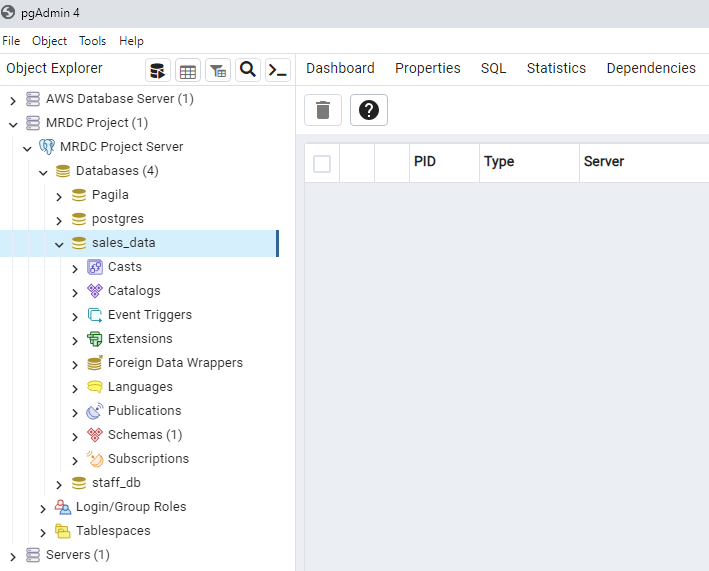 pgAdmin 4
File Object Tools Help
Object Explorer
Dashboard Properties SQL Statistics Dependencies
AWS Database Server (1)
MRDC Project (1)
MRDC Project Server
Databases (4)
Pagila
postgres
sales_data
Casts
Catalogs
Event Triggers
Extensions
Foreign Data Wrappers
Languages
Publications
Schemas (1)
Subscriptions
staff_db
Login/Group Roles
Tablespaces
Servers (1)
PID Type Server